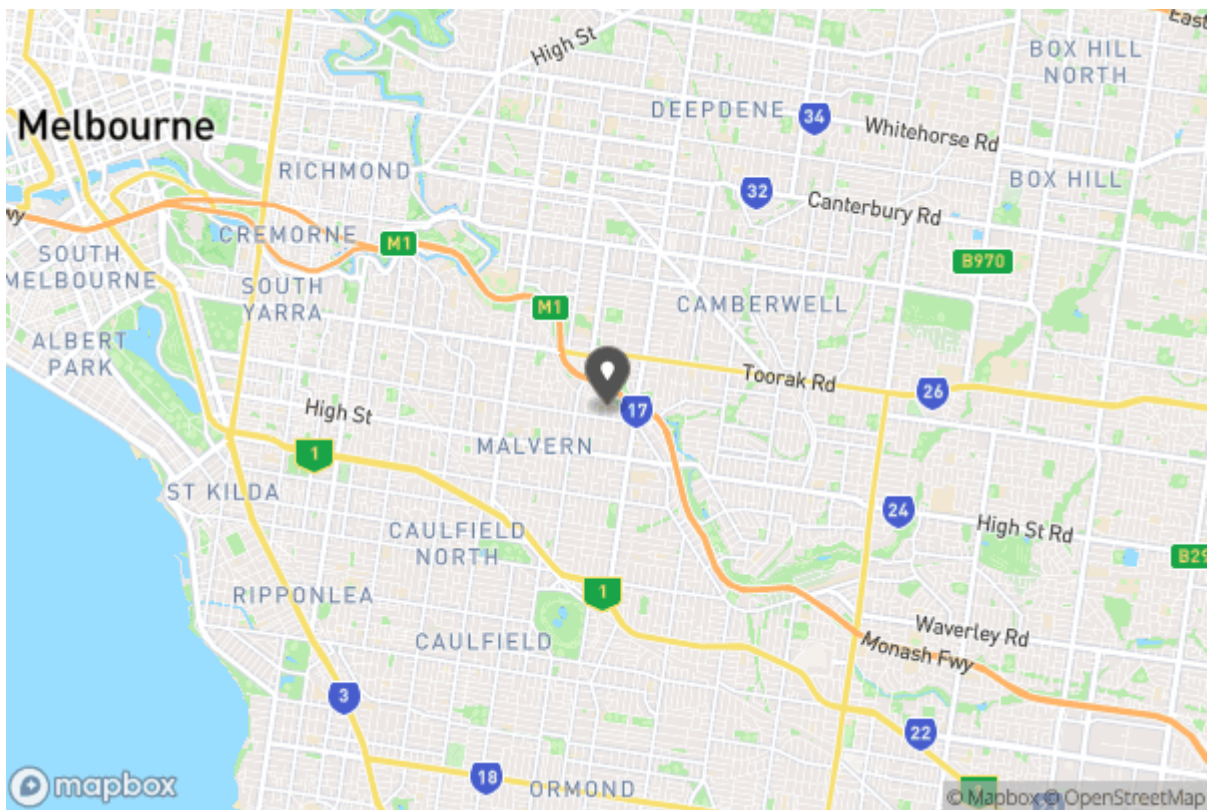 East
High St
BOX HILL
NORTH
DEEPDENE
34
Whitehorse Rd
Melbourne
RICHMOND
32
BOX HILL
Canterbury Rd
wy
CREMORNE
M1
SOUTH
MELBOURNE
B970
SOUTH
YARRA
M1
CAMBERWELL
ALBERT
PARK
Toorak Rd
26
High St
17
MALVERN
1
ST KILDA
24
High St Rd
CAULFIELD
NORTH
B29
RIPPONLEA
1
Waverley Rd
CAULFIELD
Monash Fwy
3
22
18
ORMOND
mapbox
© Mapbox © OpenStreetMap